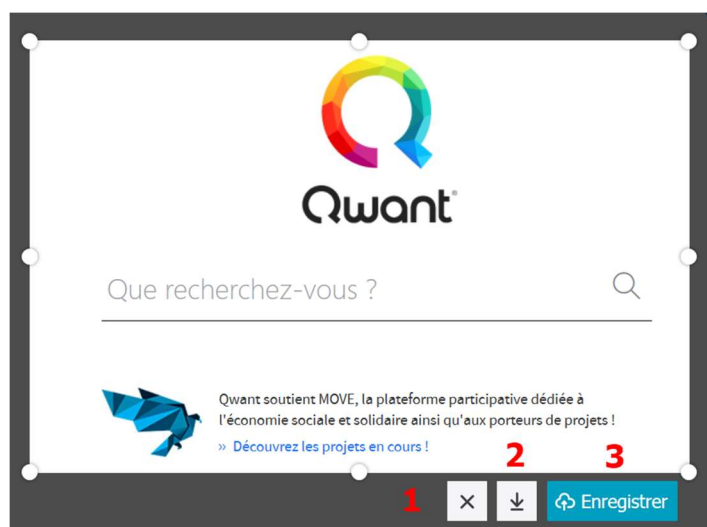 Qwant®
Que recherchez-vous ?
Qwant soutient MOVE, la plateforme participative dédiée à
l'économie sociale et solidaire ainsi qu'aux porteurs de projets !
» Découvrez les projets en cours !
1 2 3
Enregistrer